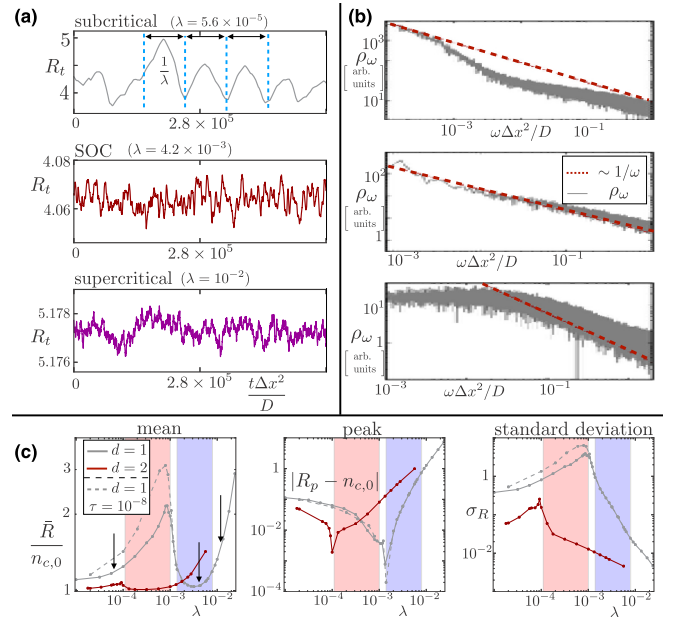 (a)
subcritical (λ = 5.6 × 10⁻⁵)
5
R_t
4
1/λ
0
2.8 × 10⁵
SOC (λ = 4.2 × 10⁻³)
4.08
R_t
4.06
0
2.8 × 10⁵
supercritical (λ = 10⁻²)
5.178
R_t
5.176
0
2.8 × 10⁵
tΔx²/D
(b)
10³
ρ_ω
[arb. units]
10¹
10⁻³
ωΔx²/D
10⁻¹
10²
ρ_ω
[arb. units]
1
∼ 1/ω
ρ_ω
10⁻³
ωΔx²/D
10⁻¹
ρ_ω
1
[arb. units]
10⁻³
ωΔx²/D
10⁻¹
(c)
mean
d = 1
d = 2
d = 1
τ = 10⁻⁸
3
2
1
R̄/n_{c,0}
10⁻⁴
10⁻³
10⁻²
λ
peak
|R_p − n_{c,0}|
1
10⁻²
10⁻⁴
10⁻⁴
10⁻³
10⁻²
λ
standard deviation
1
σ_R
10⁻²
10⁻⁴
10⁻³
10⁻²
λ